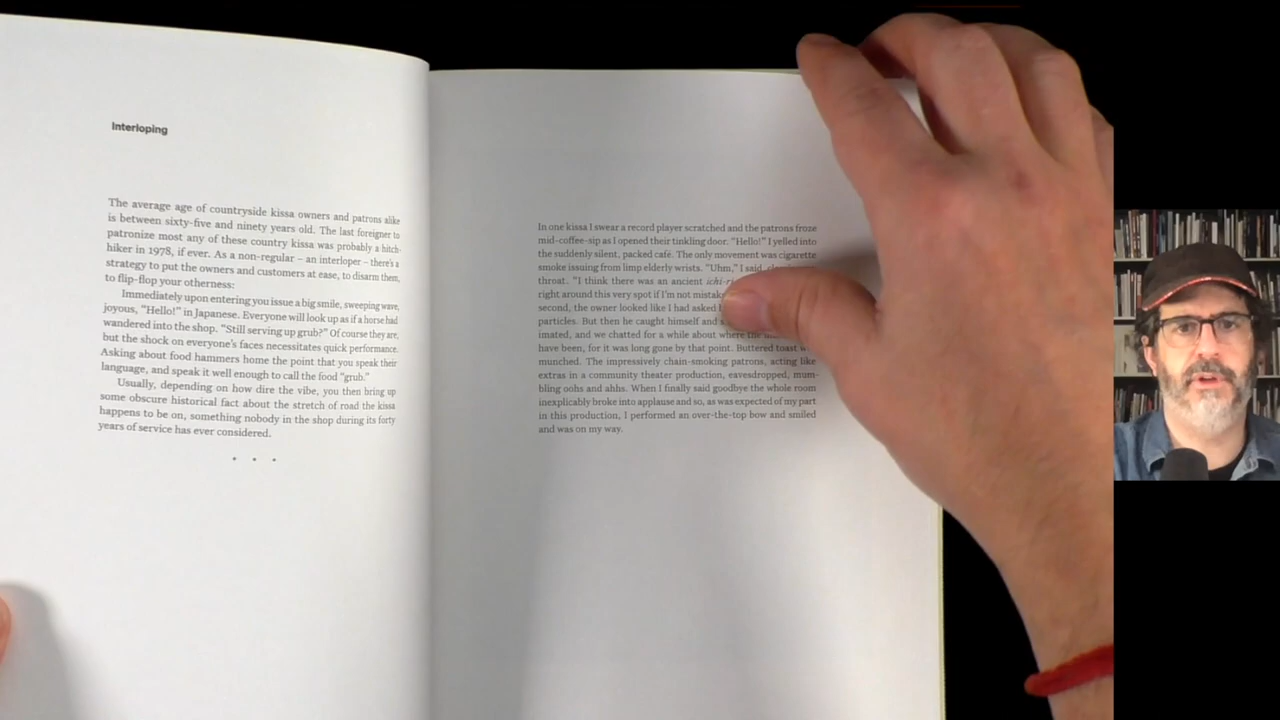 Interloping
The average age of countryside kissa owners and patrons alike
is between sixty-five and ninety years old. The last foreigner to
patronize most any of these country kissa was probably a hitch-
hiker in 1978, if ever. As a non-regular – an interloper – there's a
strategy to put the owners and customers at ease, to disarm them,
to flip-flop your otherness:
Immediately upon entering you issue a big smile, sweeping wave,
joyous, "Hello!" in Japanese. Everyone will look up as if a horse had
wandered into the shop. "Still serving up grub?" Of course they are,
but the shock on everyone's faces necessitates quick performance.
Asking about food hammers home the point that you speak their
language, and speak it well enough to call the food "grub."
Usually, depending on how dire the vibe, you then bring up
some obscure historical fact about the stretch of road the kissa
happens to be on, something nobody in the shop during its forty
years of service has ever considered.
• • •
In one kissa I swear a record player scratched and the patrons froze
mid-coffee-sip as I opened their tinkling door. "Hello!" I yelled into
the suddenly silent, packed café. The only movement was cigarette
smoke issuing from limp elderly wrists. "Uhm," I said,
throat. "I think there was an ancient
right around this very spot if I'm not
second, the owner looked like I had asked
particles. But then he caught himself and
imated, and we chatted for a while about where
have been, for it was long gone by that point. Buttered toast
munched. The impressively chain-smoking patrons, acting like
extras in a community theater production, eavesdropped, mum-
bling oohs and ahhs. When I finally said goodbye the whole room
inexplicably broke into applause and so, as was expected of my part
in this production, I performed an over-the-top bow and smiled
and was on my way.